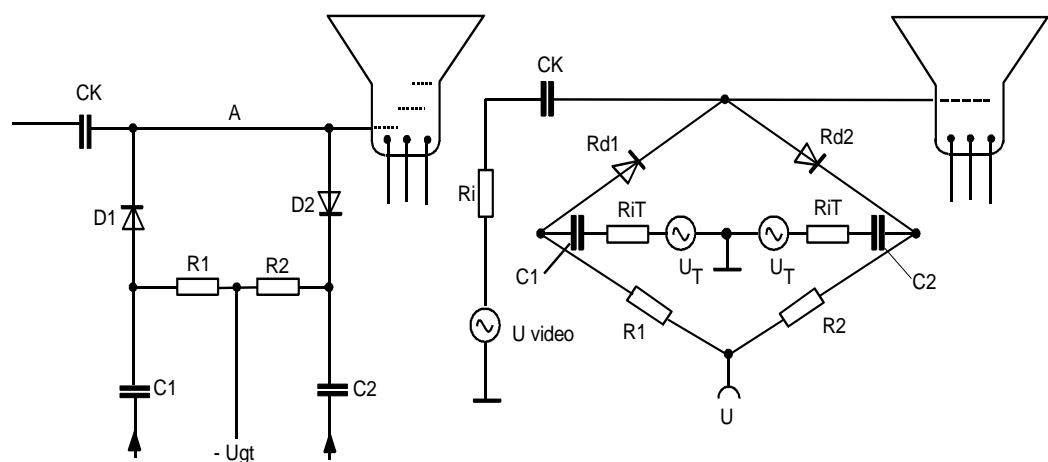 CK
A
D1
D2
R1
R2
C1
C2
- Ugt
CK
Rd1
Rd2
Ri
RiT
RiT
C1
U T
U T
C2
U video
R1
R2
U